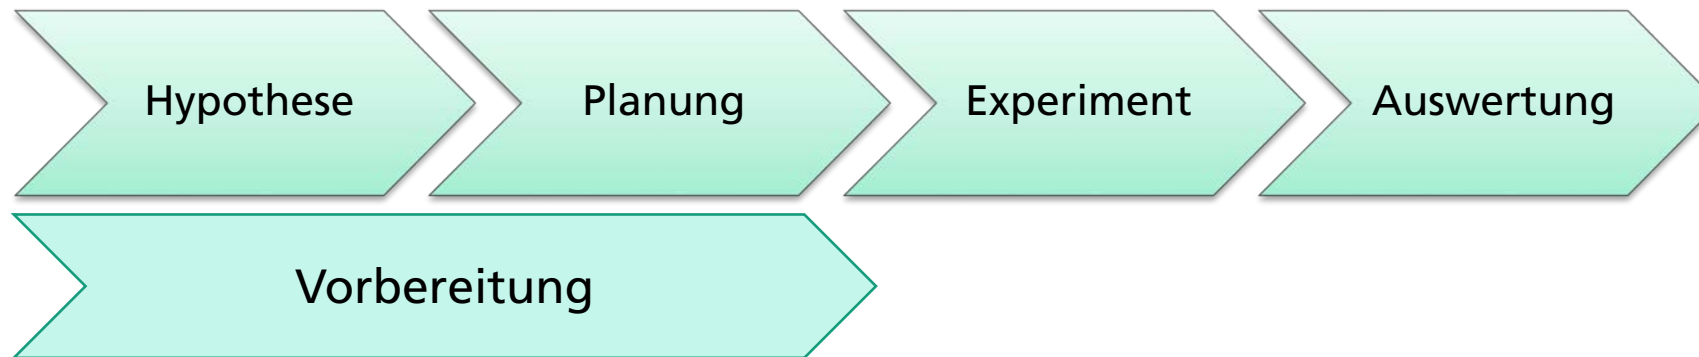 Hypothese
Planung
Experiment
Auswertung
Vorbereitung